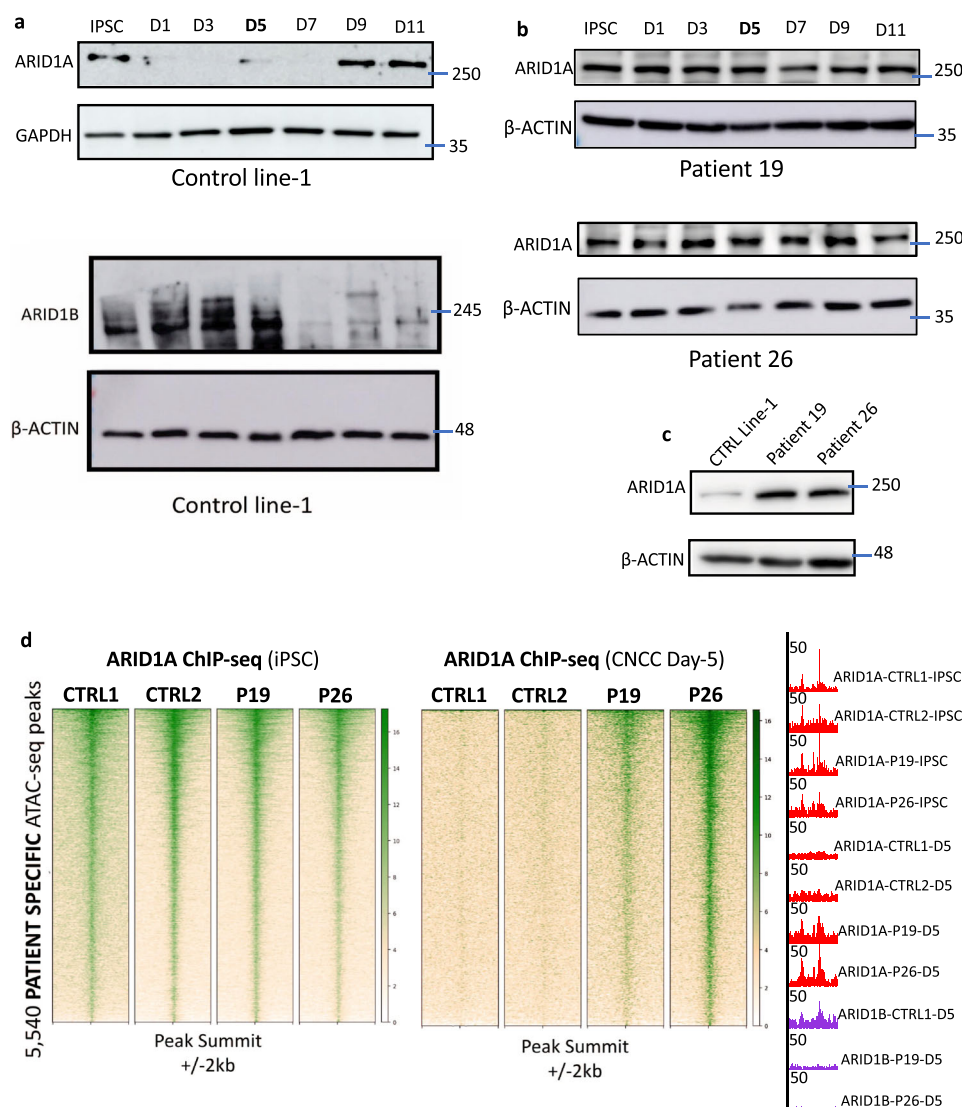 a
IPSC D1 D3 D5 D7 D9 D11
ARID1A
250
GAPDH
35
Control line-1
ARID1B
245
β-ACTIN
48
Control line-1
b
IPSC D1 D3 D5 D7 D9 D11
ARID1A
250
β-ACTIN
35
Patient 19
ARID1A
250
β-ACTIN
35
Patient 26
c
CTRL Line-1
Patient 19
Patient 26
ARID1A
250
β-ACTIN
48
d
ARID1A ChIP-seq (iPSC)
CTRL1 CTRL2 P19 P26
5,540 PATIENT SPECIFIC ATAC-seq peaks
14
12
10
8
6
4
2
0
Peak Summit
+/-2kb
ARID1A ChIP-seq (CNCC Day-5)
CTRL1 CTRL2 P19 P26
16
14
12
10
8
6
4
2
0
Peak Summit
+/-2kb
50
ARID1A-CTRL1-IPSC
50
ARID1A-CTRL2-IPSC
50
ARID1A-P19-IPSC
50
ARID1A-P26-IPSC
50
ARID1A-CTRL1-D5
50
ARID1A-CTRL2-D5
50
ARID1A-P19-D5
50
ARID1A-P26-D5
50
ARID1B-CTRL1-D5
50
ARID1B-P19-D5
50
ARID1B-P26-D5